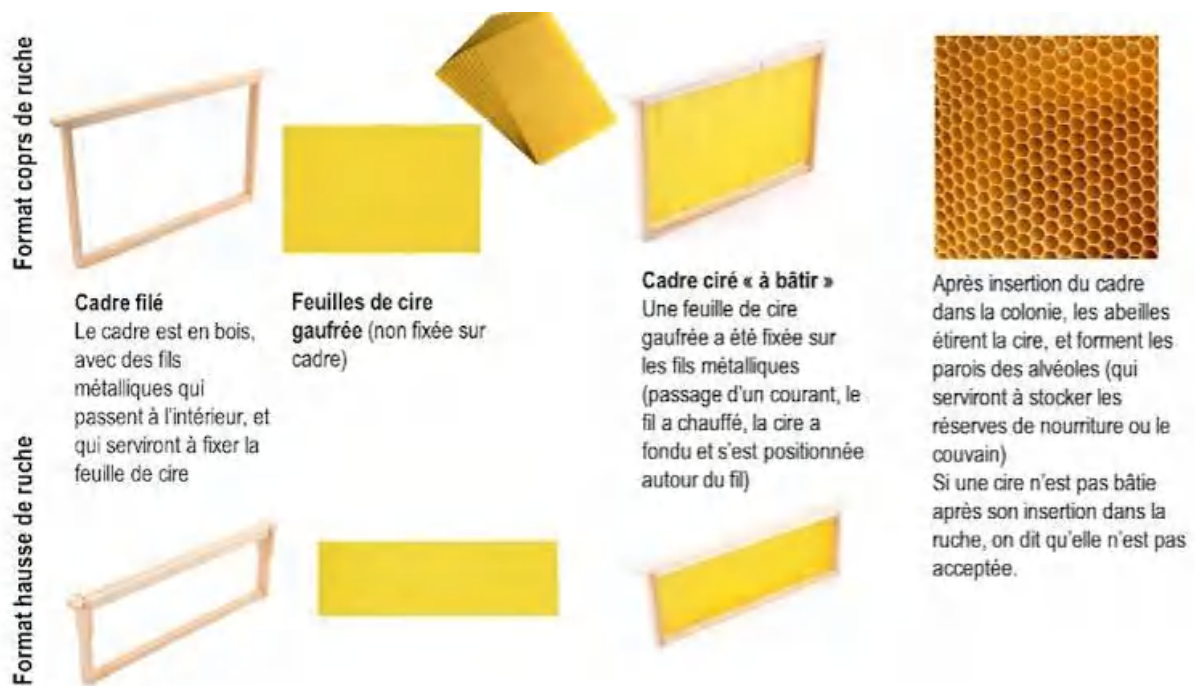 Format coprs de ruche
Cadre filé
Le cadre est en bois,
avec des fils
métalliques qui
passent à l'intérieur, et
qui serviront à fixer la
feuille de cire
Feuilles de cire
gaufrée (non fixée sur
cadre)
Cadre ciré « à bâtir »
Une feuille de cire
gaufrée a été fixée sur
les fils métalliques
(passage d'un courant, le
fil a chauffé, la cire a
fondu et s'est positionnée
autour du fil)
Après insertion du cadre
dans la colonie, les abeilles
étirent la cire, et forment les
parois des alvéoles (qui
serviront à stocker les
réserves de nourriture ou le
couvain)
Si une cire n'est pas bâtie
après son insertion dans la
ruche, on dit qu'elle n'est pas
acceptée.
Format hausse de ruche